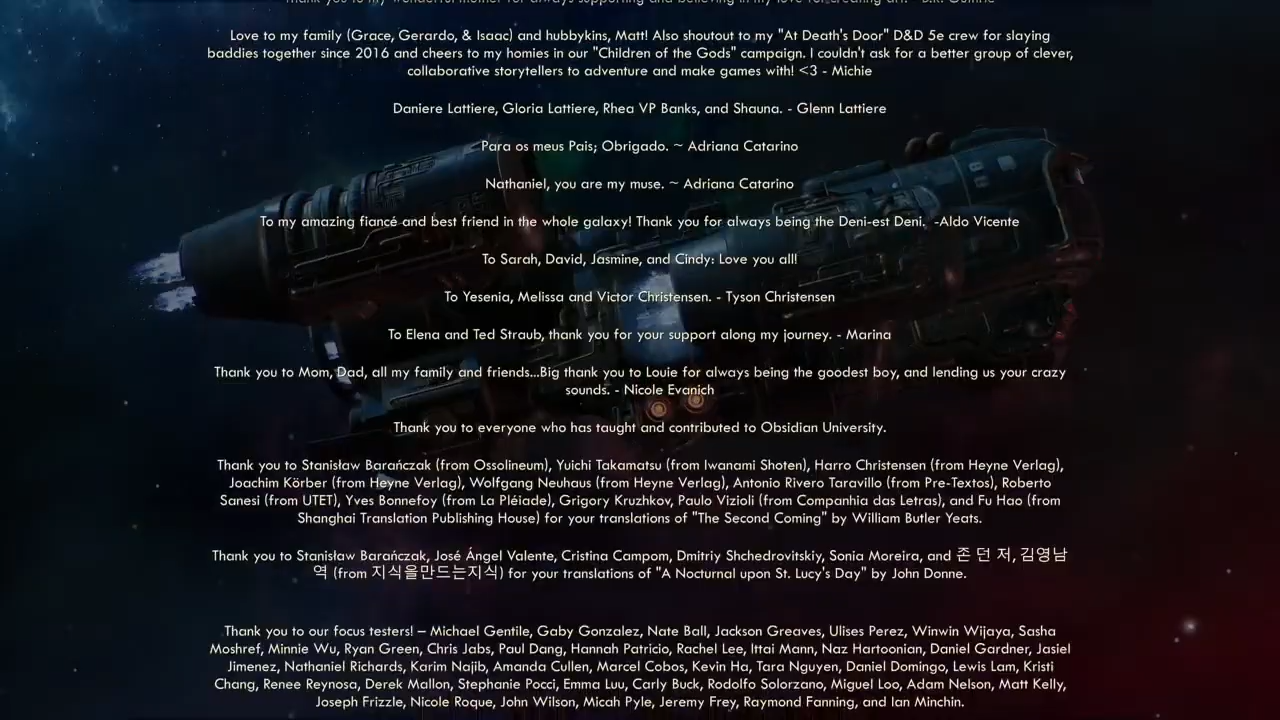 Thank you to my wonderful mother for always supporting and believing in my love for creating art. - B.R. Guthrie
Love to my family (Grace, Gerardo, & Isaac) and hubbykins, Matt! Also shoutout to my "At Death's Door" D&D 5e crew for slaying
baddies together since 2016 and cheers to my homies in our "Children of the Gods" campaign. I couldn't ask for a better group of clever,
collaborative storytellers to adventure and make games with! <3 - Michie
Daniere Lattiere, Gloria Lattiere, Rhea VP Banks, and Shauna. - Glenn Lattiere
Para os meus Pais; Obrigado. ~ Adriana Catarino
Nathaniel, you are my muse. ~ Adriana Catarino
To my amazing fiancé and best friend in the whole galaxy! Thank you for always being the Deni-est Deni. -Aldo Vicente
To Sarah, David, Jasmine, and Cindy: Love you all!
To Yesenia, Melissa and Victor Christensen. - Tyson Christensen
To Elena and Ted Straub, thank you for your support along my journey. - Marina
Thank you to Mom, Dad, all my family and friends...Big thank you to Louie for always being the goodest boy, and lending us your crazy
sounds. - Nicole Evanich
Thank you to everyone who has taught and contributed to Obsidian University.
Thank you to Stanisław Barańczak (from Ossolineum), Yuichi Takamatsu (from Iwanami Shoten), Harro Christensen (from Heyne Verlag),
Joachim Körber (from Heyne Verlag), Wolfgang Neuhaus (from Heyne Verlag), Antonio Rivero Taravillo (from Pre-Textos), Roberto
Sanesi (from UTET), Yves Bonnefoy (from La Pléiade), Grigory Kruzhkov, Paulo Vizioli (from Companhia das Letras), and Fu Hao (from
Shanghai Translation Publishing House) for your translations of "The Second Coming" by William Butler Yeats.
Thank you to Stanisław Barańczak, José Ángel Valente, Cristina Campom, Dmitriy Shchedrovitskiy, Sonia Moreira, and 존 던 저, 김영남
역 (from 지식을만드는지식) for your translations of "A Nocturnal upon St. Lucy's Day" by John Donne.
Thank you to our focus testers! – Michael Gentile, Gaby Gonzalez, Nate Ball, Jackson Greaves, Ulises Perez, Winwin Wijaya, Sasha
Moshref, Minnie Wu, Ryan Green, Chris Jabs, Paul Dang, Hannah Patricio, Rachel Lee, Ittai Mann, Naz Hartoonian, Daniel Gardner, Jasiel
Jimenez, Nathaniel Richards, Karim Najib, Amanda Cullen, Marcel Cobos, Kevin Ha, Tara Nguyen, Daniel Domingo, Lewis Lam, Kristi
Chang, Renee Reynosa, Derek Mallon, Stephanie Pocci, Emma Luu, Carly Buck, Rodolfo Solorzano, Miguel Loo, Adam Nelson, Matt Kelly,
Joseph Frizzle, Nicole Roque, John Wilson, Micah Pyle, Jeremy Frey, Raymond Fanning, and Ian Minchin.